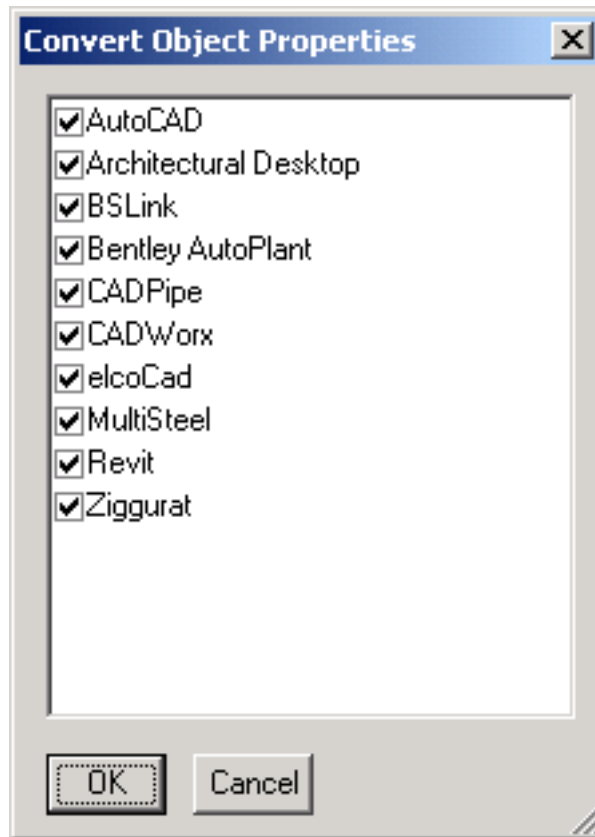 Convert Object Properties
AutoCAD
Architectural Desktop
BSLink
Bentley AutoPlant
CADPipe
CADWorx
elcoCad
MultiSteel
Revit
Ziggurat
OK Cancel